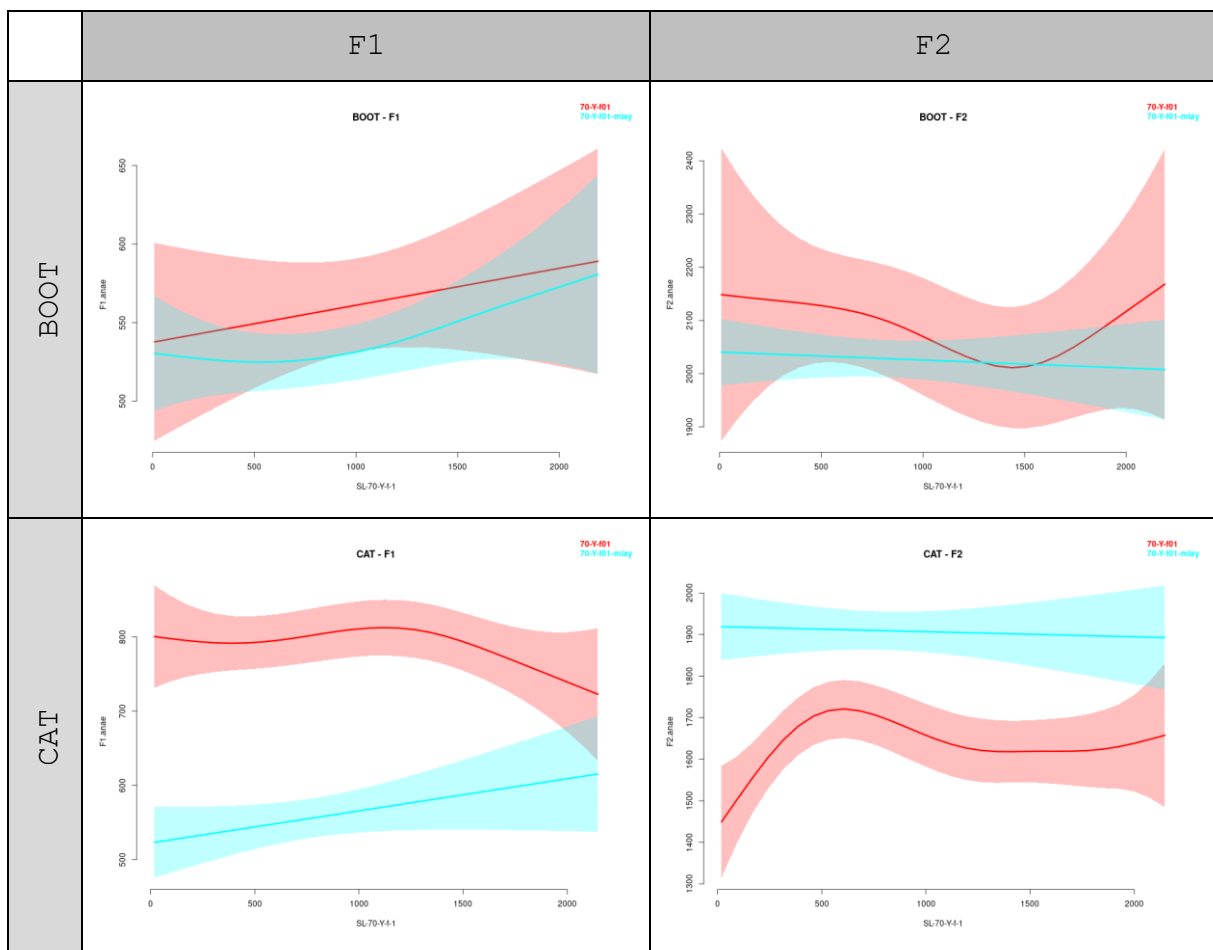 F1
F2
BOOT
70-Y-f01
70-Y-f01-mlay
BOOT - F1
650
600
550
500
F1.anae
0
500
1000
1500
2000
SL-70-Y-f-1
70-Y-f01
70-Y-f01-mlay
BOOT - F2
2400
2300
2200
2100
2000
1900
F2.anae
0
500
1000
1500
2000
SL-70-Y-f-1
CAT
70-Y-f01
70-Y-f01-mlay
CAT - F1
800
700
600
500
F1.anae
0
500
1000
1500
2000
SL-70-Y-f-1
70-Y-f01
70-Y-f01-mlay
CAT - F2
2000
1900
1800
1700
1600
1500
1400
1300
F2.anae
0
500
1000
1500
2000
SL-70-Y-f-1